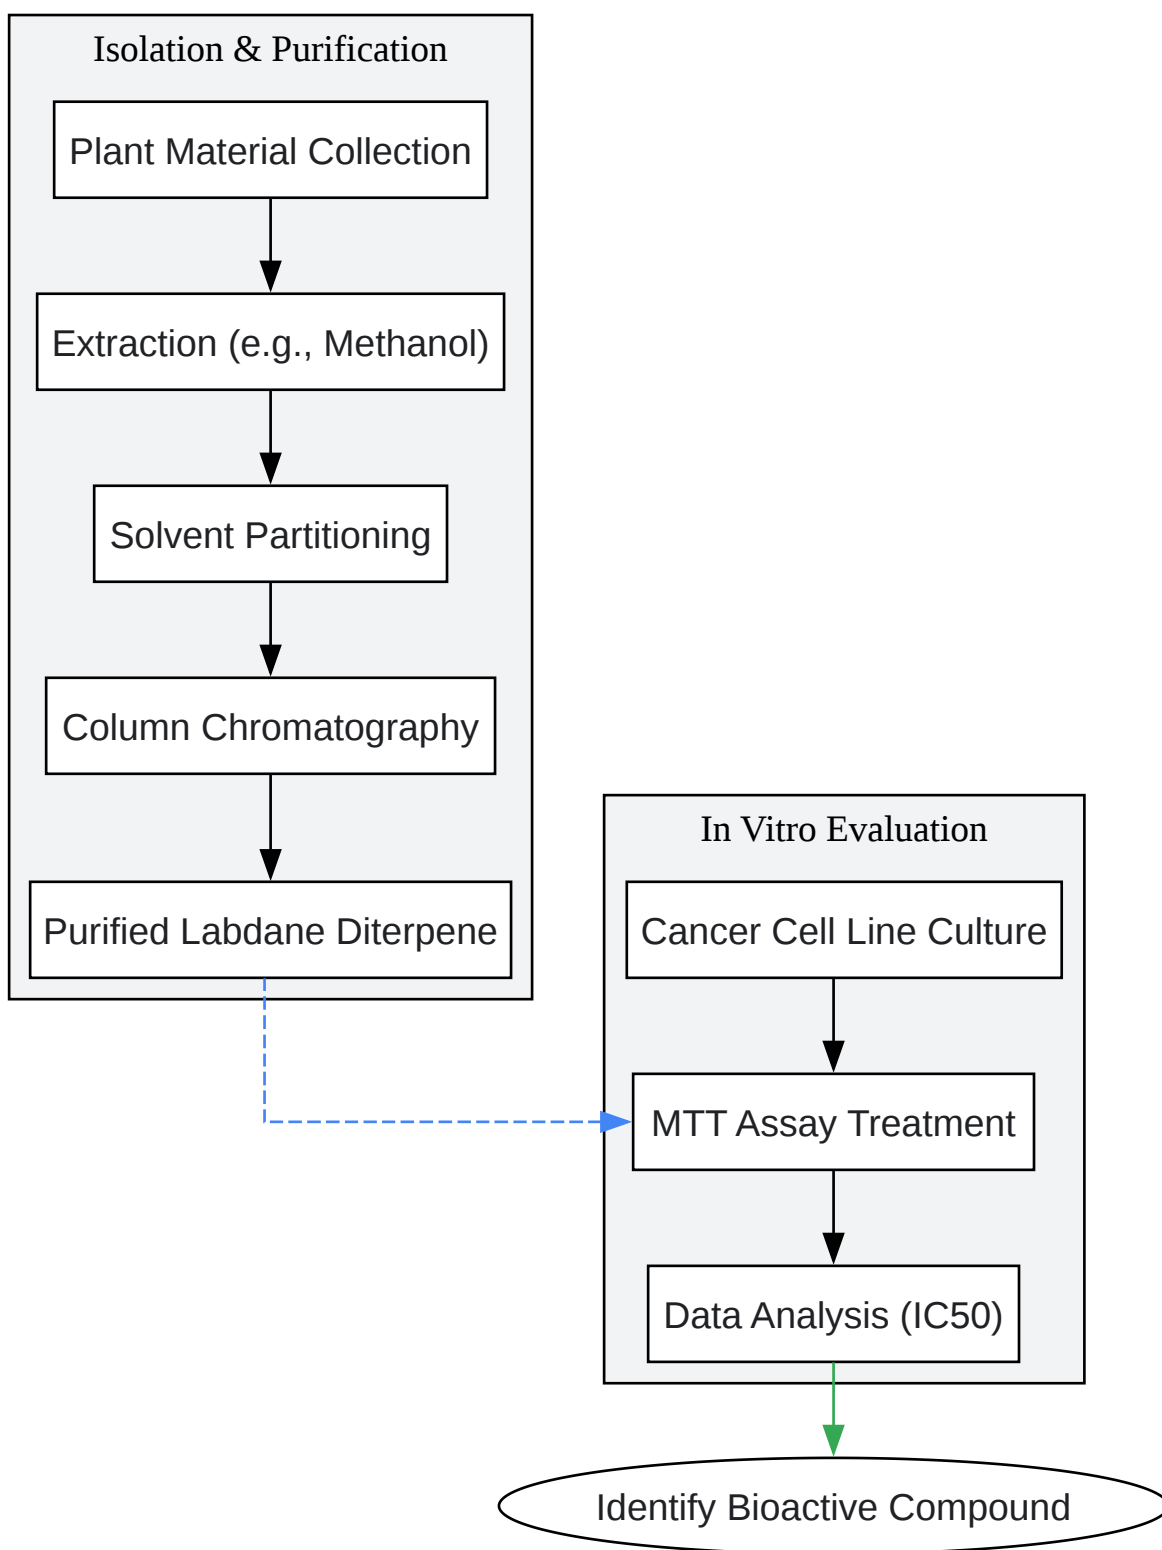 Isolation & Purification
Plant Material Collection
Extraction (e.g., Methanol)
Solvent Partitioning
Column Chromatography
Purified Labdane Diterpene
In Vitro Evaluation
Cancer Cell Line Culture
MTT Assay Treatment
Data Analysis (IC50)
Identify Bioactive Compound